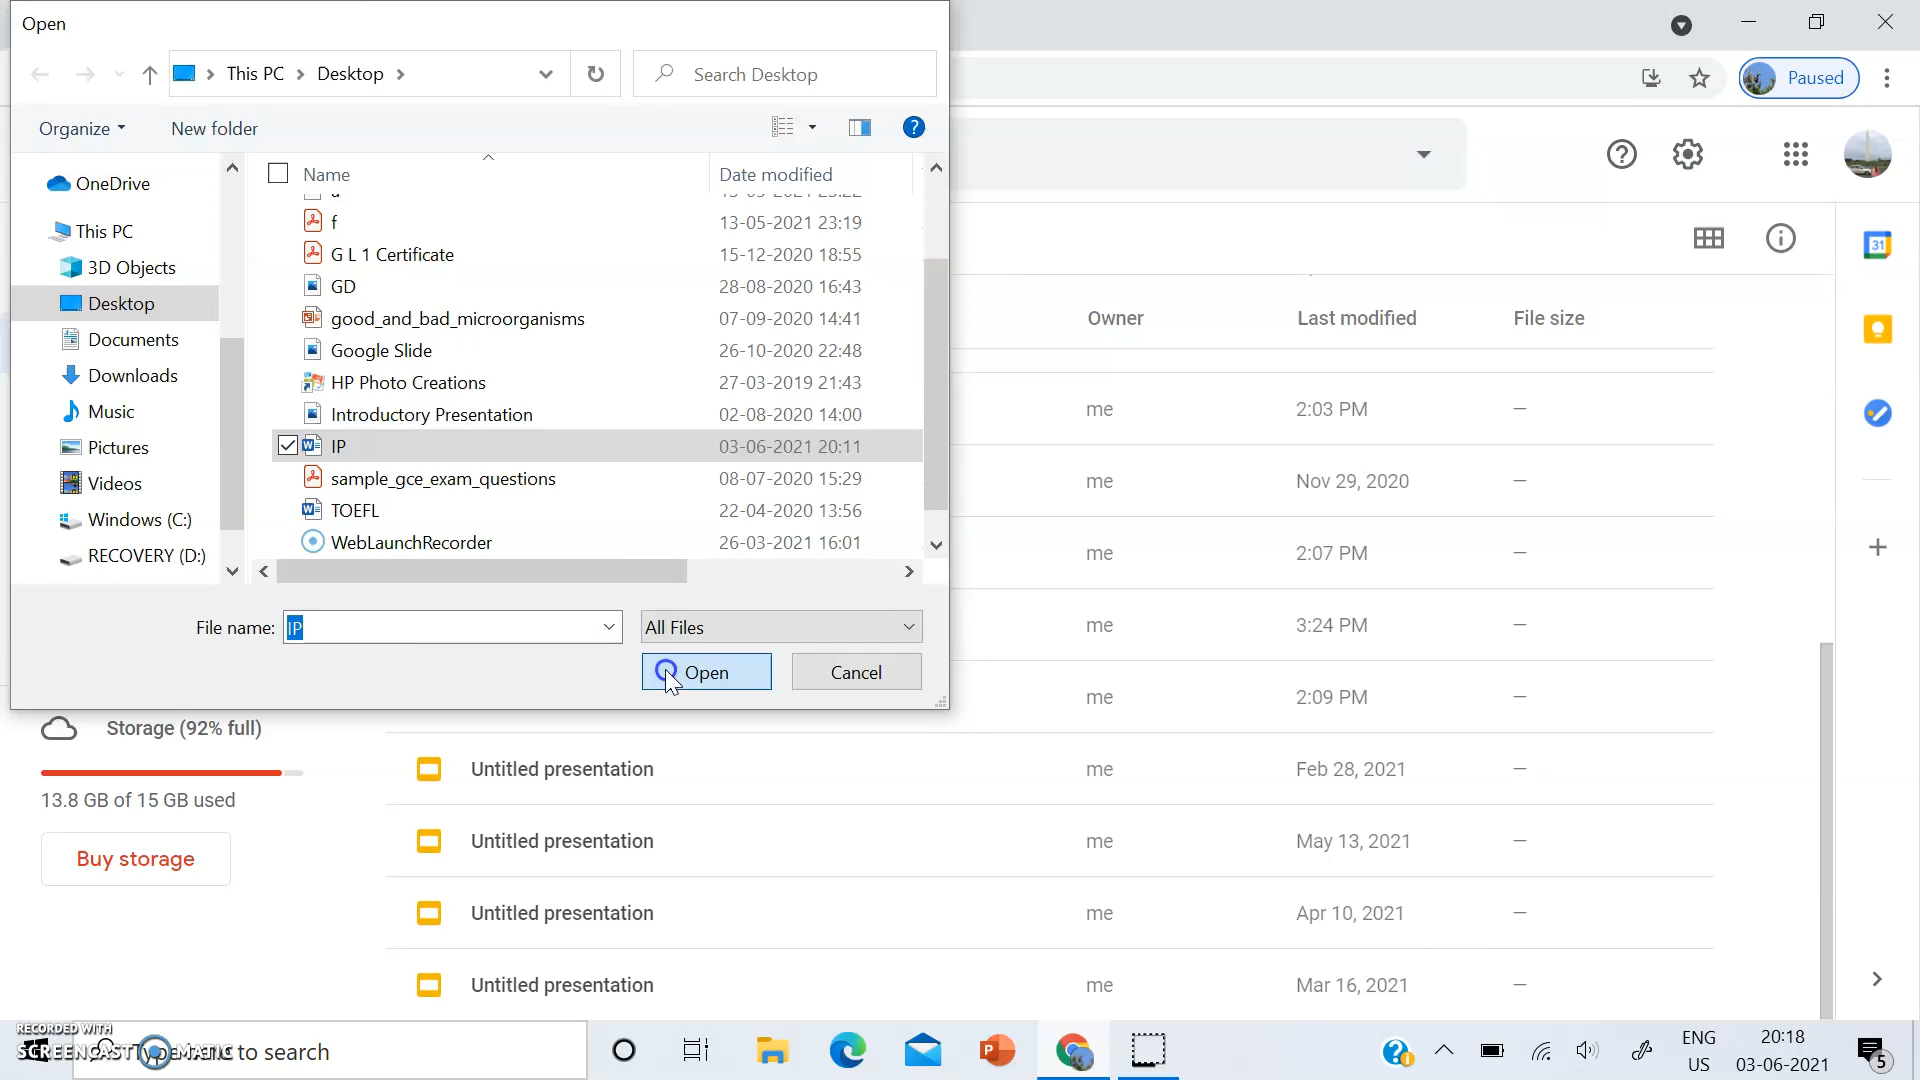 Open
Paused
This PC
Desktop
Search Desktop
Organize
New folder
Name
Date modified
OneDrive
This PC
3D Objects
Desktop
Documents
Downloads
Music
Pictures
Videos
Windows (C:)
RECOVERY (D:)
f 13-05-2021 23:19
G L 1 Certificate 15-12-2020 18:55
GD 28-08-2020 16:43
good_and_bad_microorganisms 07-09-2020 14:41
Google Slide 26-10-2020 22:48
HP Photo Creations 27-03-2019 21:43
Introductory Presentation 02-08-2020 14:00
IP 03-06-2021 20:11
sample_gce_exam_questions 08-07-2020 15:29
TOEFL 22-04-2020 13:56
WebLaunchRecorder 26-03-2021 16:01
File name:
IP
All Files
Open
Cancel
Owner Last modified File size
me 2:03 PM —
me Nov 29, 2020 —
me 2:07 PM —
me 3:24 PM —
me 2:09 PM —
Untitled presentation me Feb 28, 2021 —
Untitled presentation me May 13, 2021 —
Untitled presentation me Apr 10, 2021 —
Untitled presentation me Mar 16, 2021 —
31
Storage (92% full)
13.8 GB of 15 GB used
Buy storage
RECORDED WITH
SCREENCAST MATIC
to search
ENG
US
20:18
03-06-2021
5